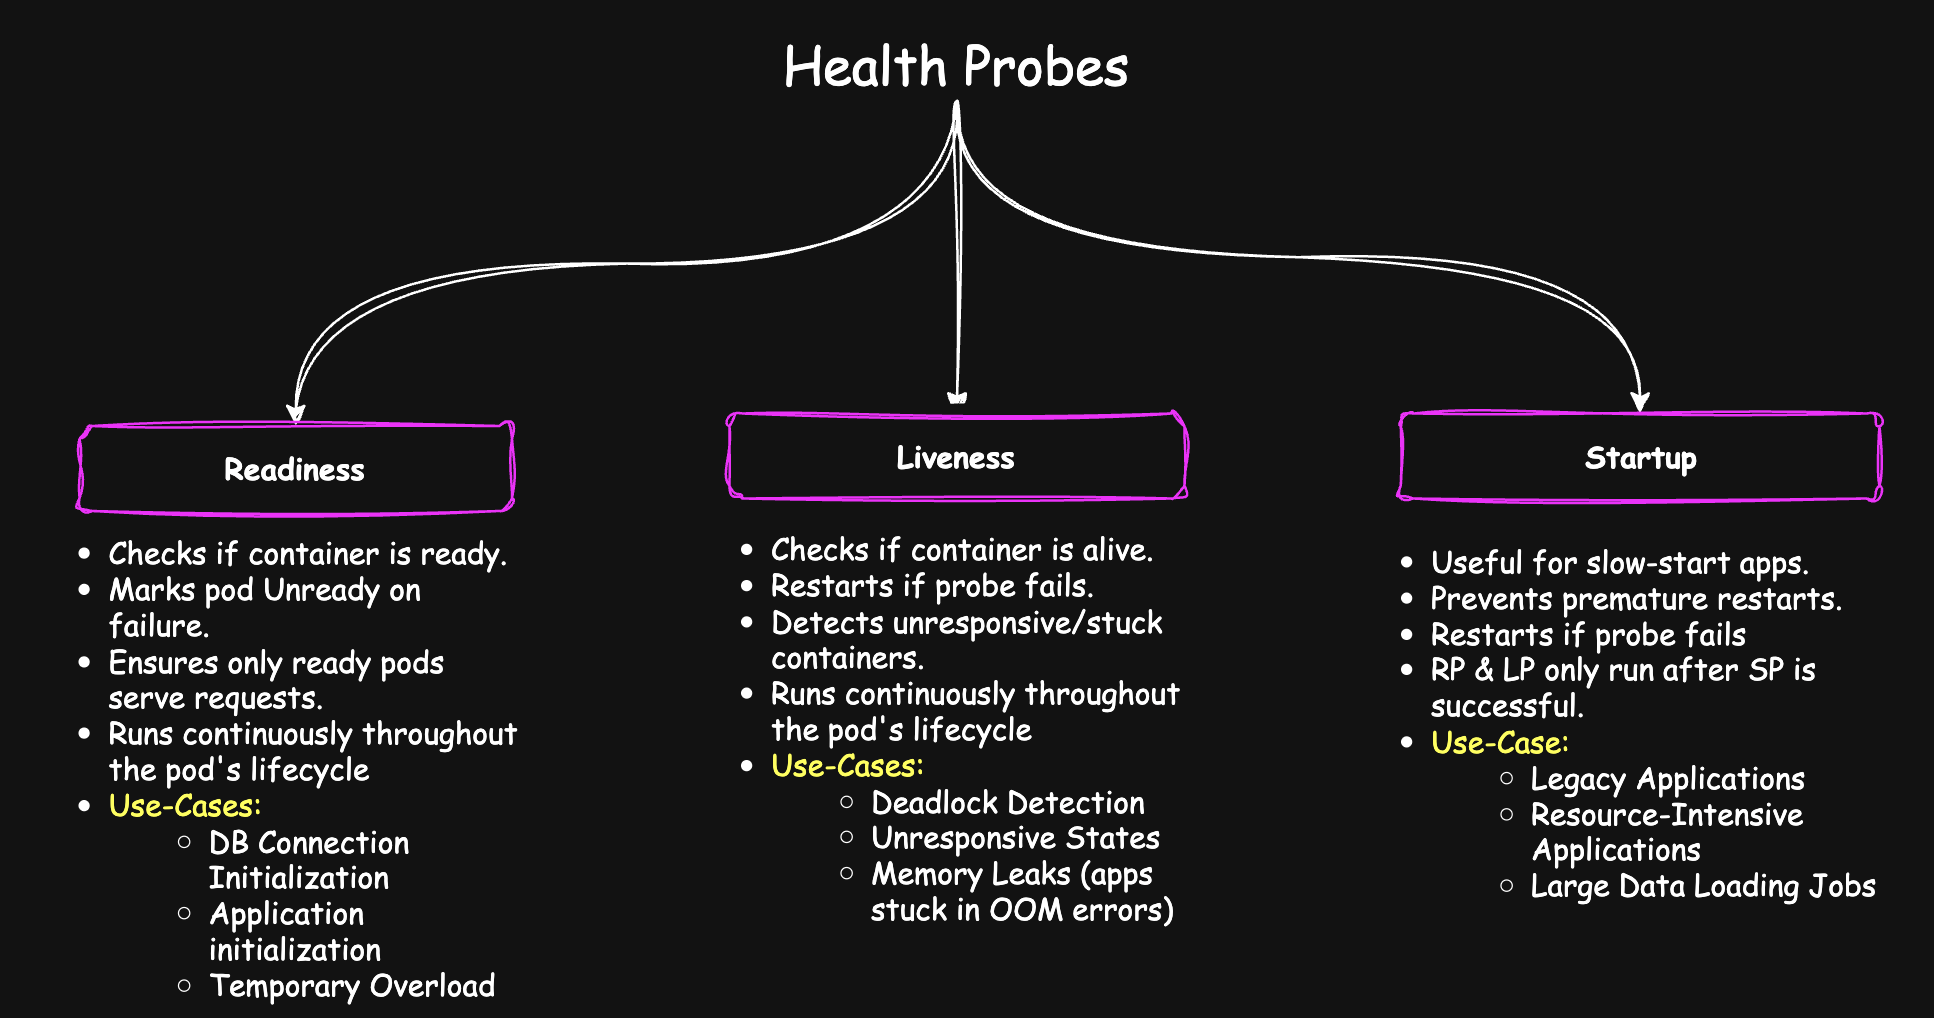 Health Probes
Readiness
• Checks if container is ready.
• Marks pod Unready on
failure.
• Ensures only ready pods
serve requests.
• Runs continuously throughout
the pod's lifecycle
• Use-Cases:
○ DB Connection
Initialization
○ Application
initialization
○ Temporary Overload
Liveness
• Checks if container is alive.
• Restarts if probe fails.
• Detects unresponsive/stuck
containers.
• Runs continuously throughout
the pod's lifecycle
• Use-Cases:
○ Deadlock Detection
○ Unresponsive States
○ Memory Leaks (apps
stuck in OOM errors)
Startup
• Useful for slow-start apps.
• Prevents premature restarts.
• Restarts if probe fails
• RP & LP only run after SP is
successful.
• Use-Case:
○ Legacy Applications
○ Resource-Intensive
Applications
○ Large Data Loading Jobs